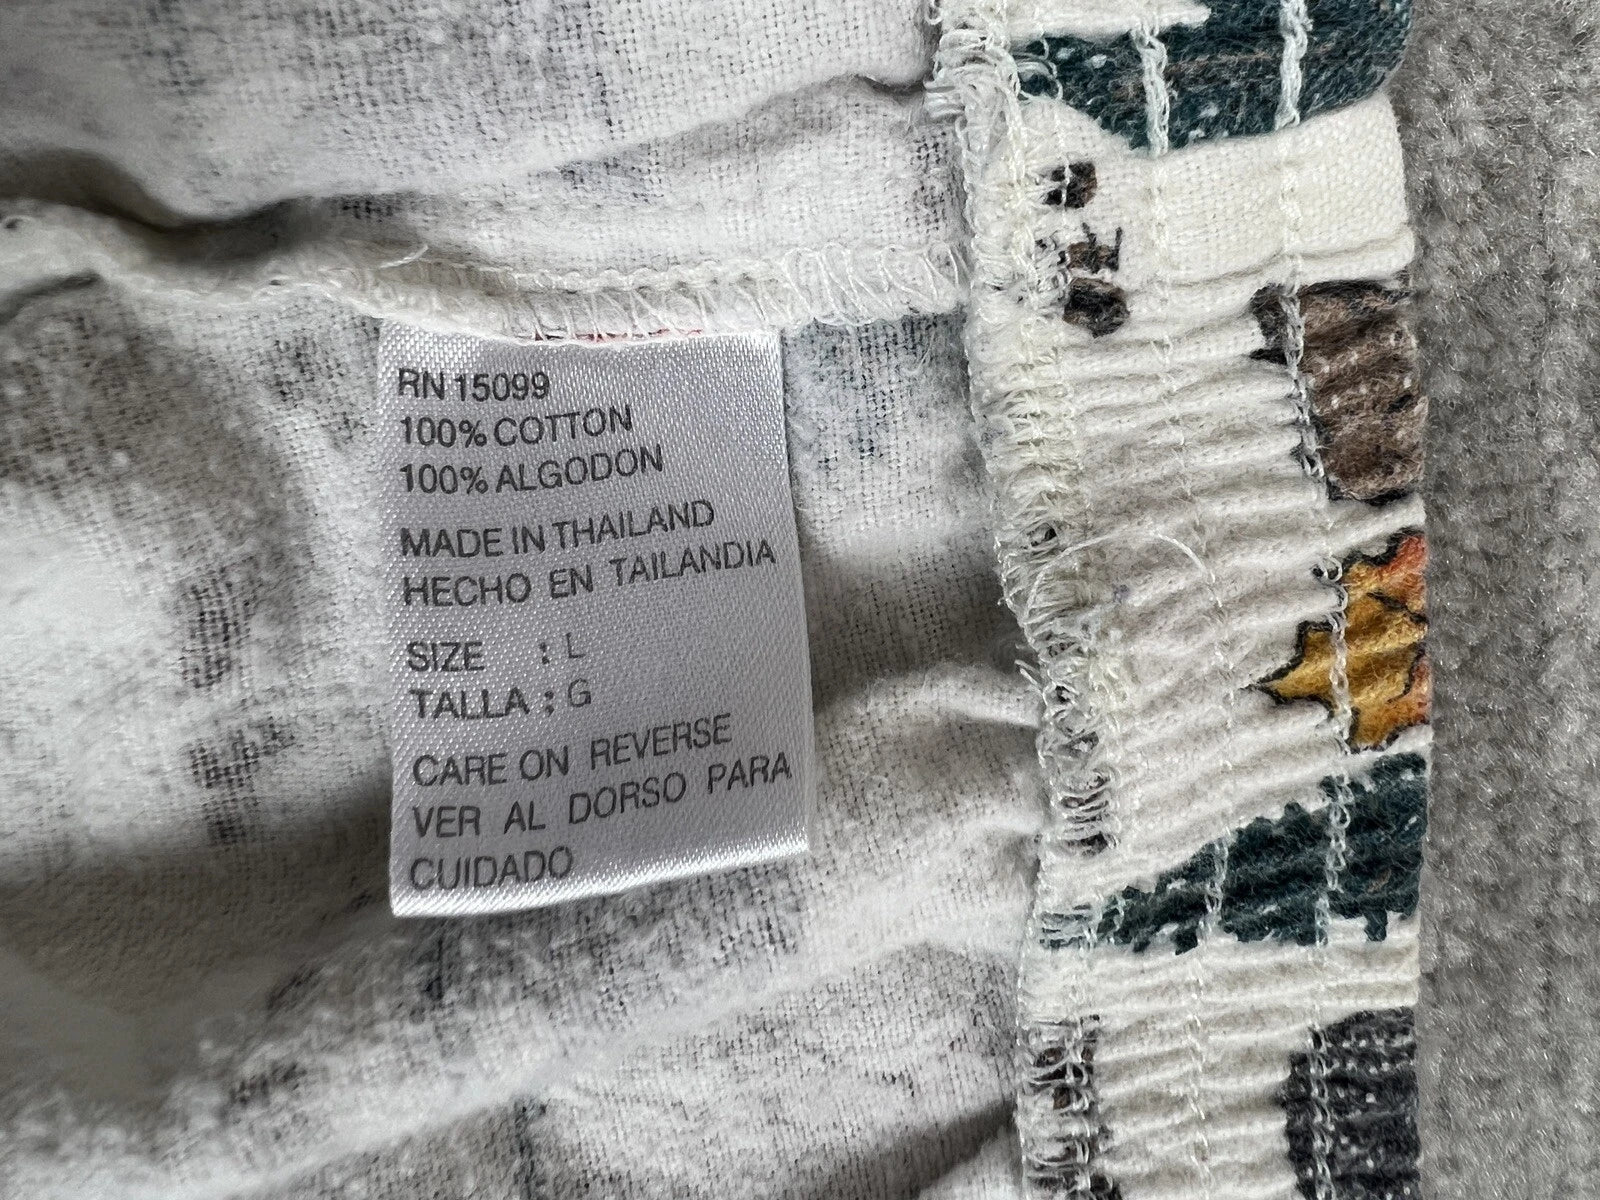 RN 15099
100% COTTON
100% ALGODON
MADE IN THAILAND
HECHO EN TAILANDIA
SIZE : L
TALLA : G
CARE ON REVERSE
VER AL DORSO PARA
CUIDADO